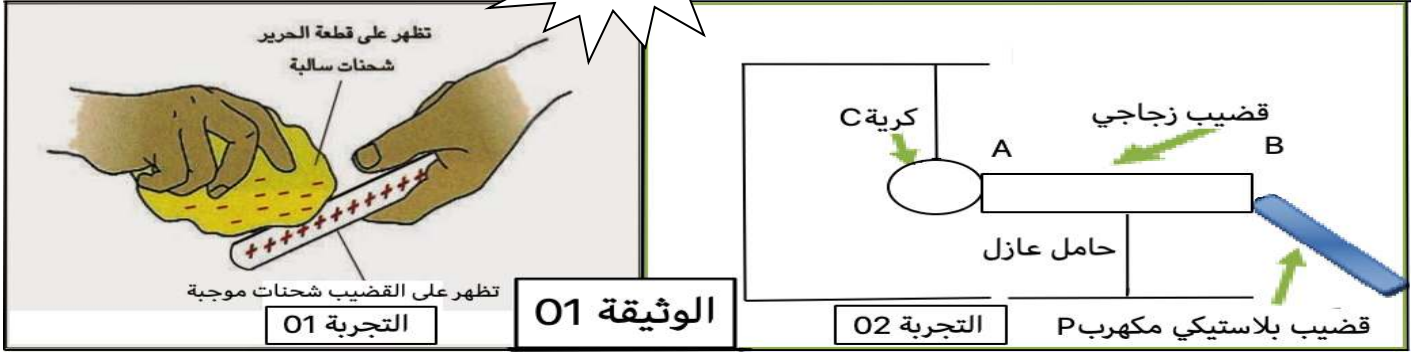 تظهر على قطعة الحرير
شحنات سالبة
تظهر على القضيب شحنات موجبة
التجربة 01
الوثيقة 01
قضيب زجاجي
كرية C
A
B
حامل عازل
التجربة 02
قضيب بلاستيكي مكهربP